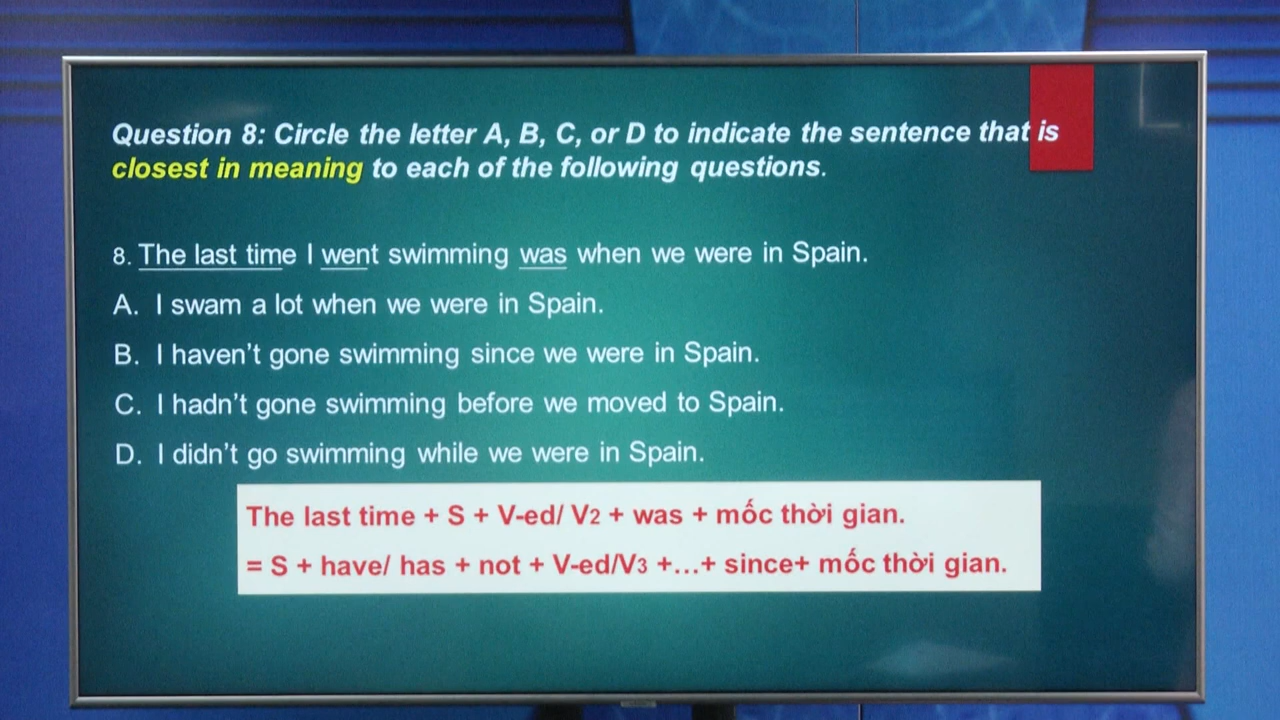 Question 8: Circle the letter A, B, C, or D to indicate the sentence that is
closest in meaning to each of the following questions.
8. The last time I went swimming was when we were in Spain.
A. I swam a lot when we were in Spain.
B. I haven't gone swimming since we were in Spain.
C. I hadn't gone swimming before we moved to Spain.
D. I didn't go swimming while we were in Spain.
The last time + S + V-ed/ V2 + was + mốc thời gian.
= S + have/ has + not + V-ed/V3 +...+ since+ mốc thời gian.